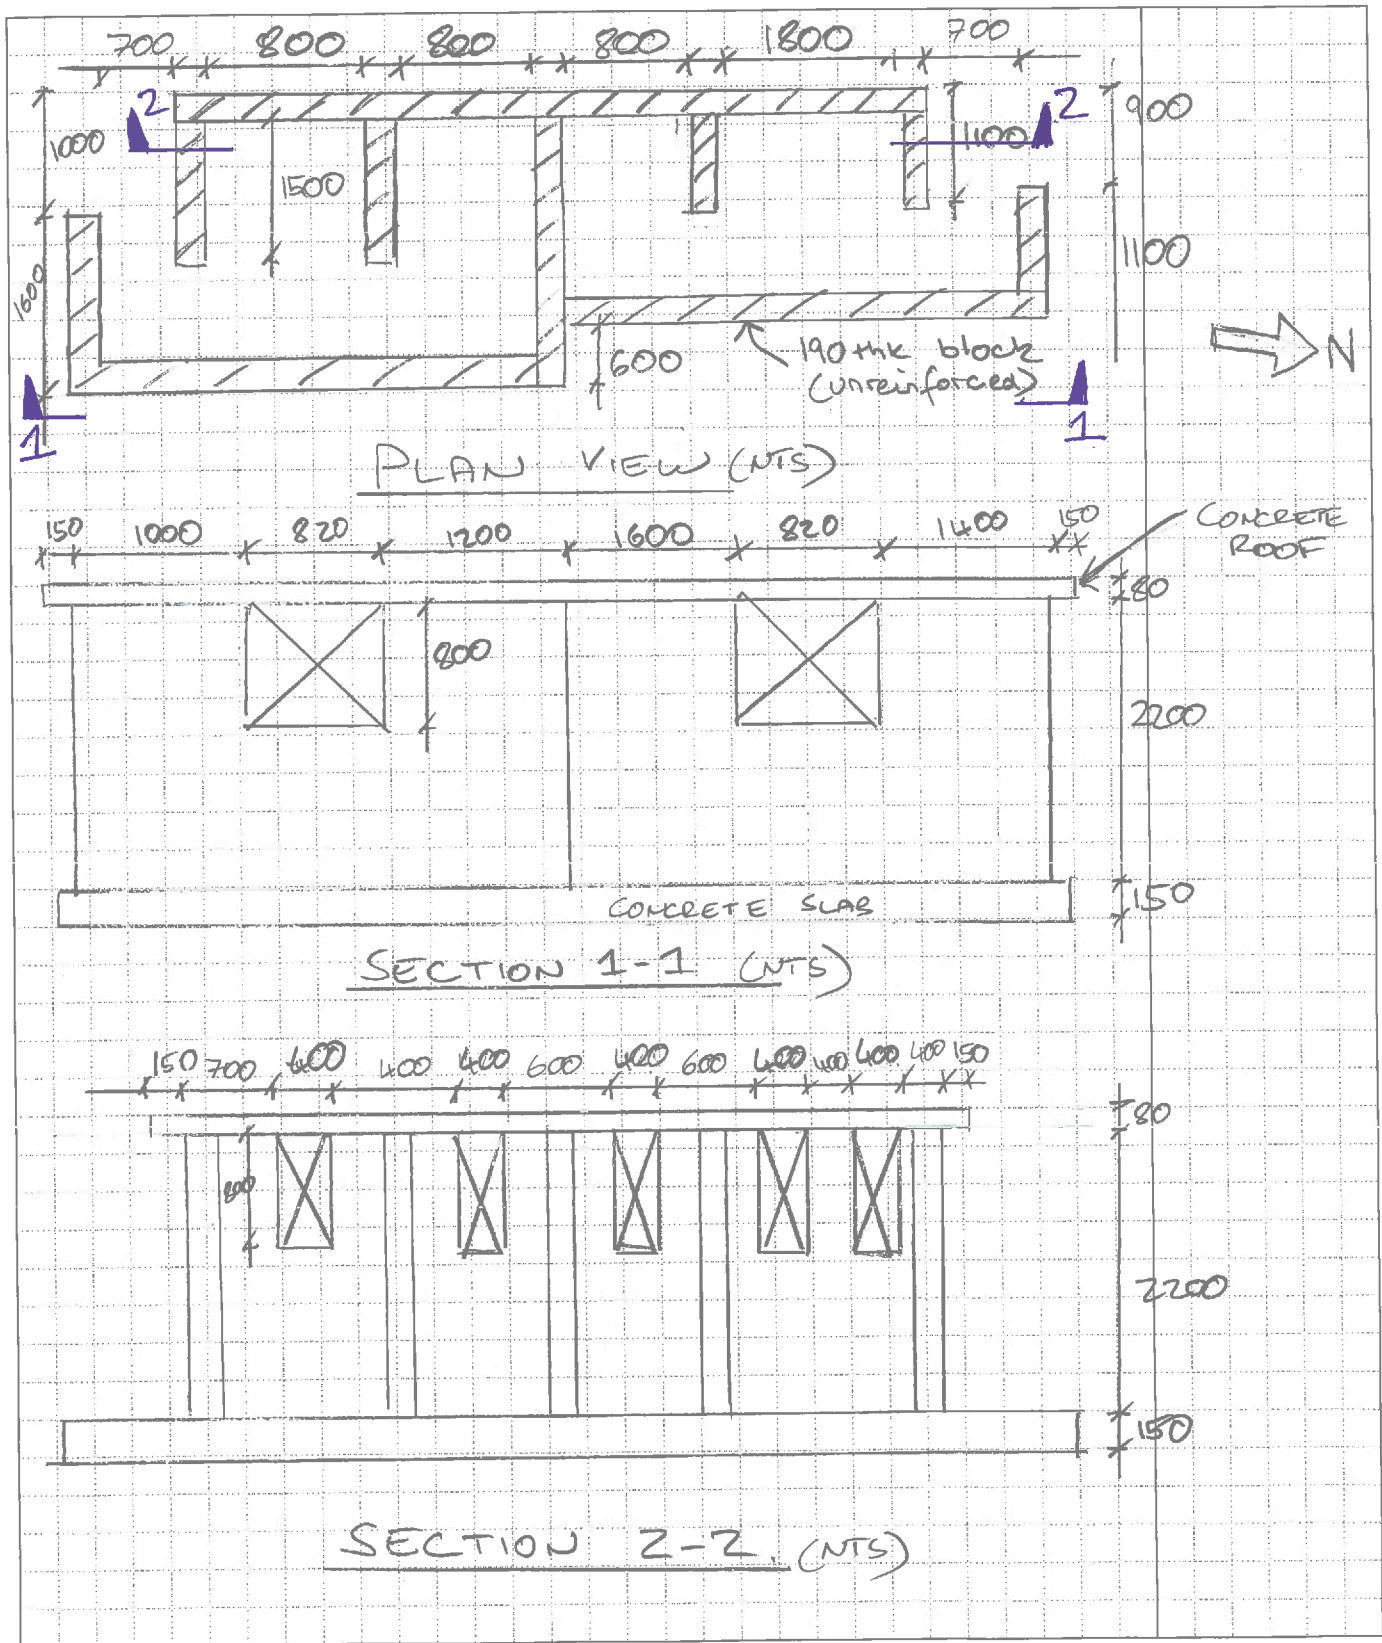 700 800 800 800 1800 700
2 2
1000 1500 1100 900
1600 1100
600 190 thk block
(unreinforced)
N
1 1
PLAN VIEW (NTS)
150 1000 820 1200 1600 820 1400 150
CONCRETE
ROOF
80
800
2200
CONCRETE SLAB 150
SECTION 1-1 (NTS)
150 700 400 400 400 600 400 600 400 400 400 400 150
80
800
2200
150
SECTION 2-2. (NTS)